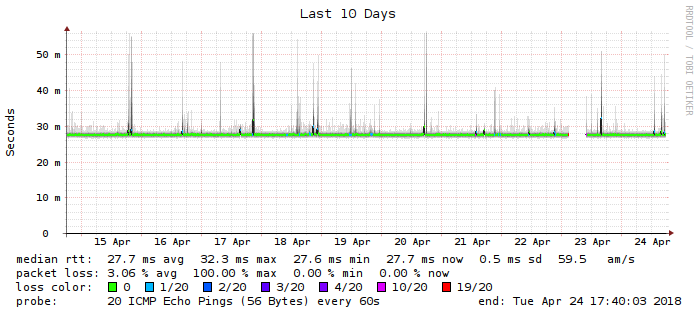 Last 10 Days
RRDTOOL / TOBI OETIKER
Seconds
50 m
40 m
30 m
20 m
10 m
0
15 Apr 16 Apr 17 Apr 18 Apr 19 Apr 20 Apr 21 Apr 22 Apr 23 Apr 24 Apr
median rtt: 27.7 ms avg 32.3 ms max 27.6 ms min 27.7 ms now 0.5 ms sd 59.5 am/s
packet loss: 3.06 % avg 100.00 % max 0.00 % min 0.00 % now
loss color: 0 1/20 2/20 3/20 4/20 10/20 19/20
probe: 20 ICMP Echo Pings (56 Bytes) every 60s end: Tue Apr 24 17:40:03 2018